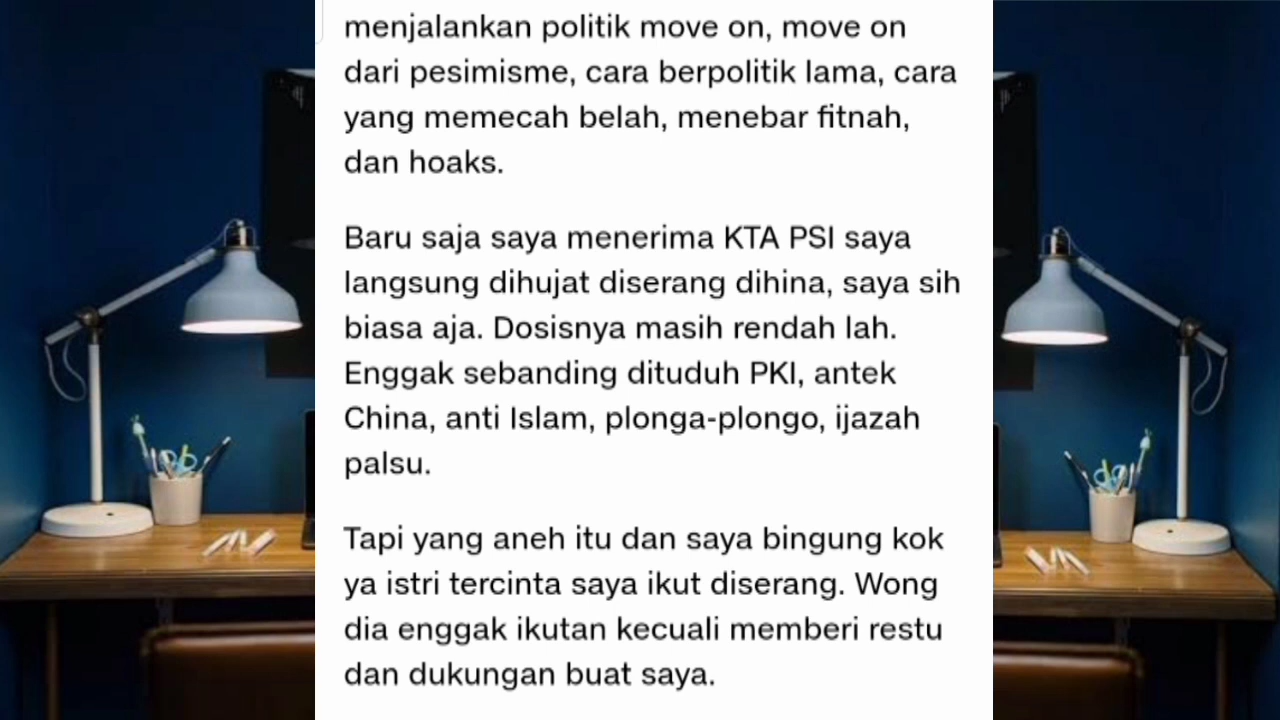 menjalankan politik move on, move on
dari pesimisme, cara berpolitik lama, cara
yang memecah belah, menebar fitnah,
dan hoaks.
Baru saja saya menerima KTA PSI saya
langsung dihujat diserang dihina, saya sih
biasa aja. Dosisnya masih rendah lah.
Enggak sebanding dituduh PKI, antek
China, anti Islam, plonga-plongo, ijazah
palsu.
Tapi yang aneh itu dan saya bingung kok
ya istri tercinta saya ikut diserang. Wong
dia enggak ikutan kecuali memberi restu
dan dukungan buat saya.